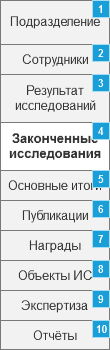 1
Подразделение
2
Сотрудники
3
Результат
исследований
4
Законченные
исследования
5
Основные итоги
6
Публикации
7
Награды
8
Объекты ИС
9
Экспертиза
10
Отчёты